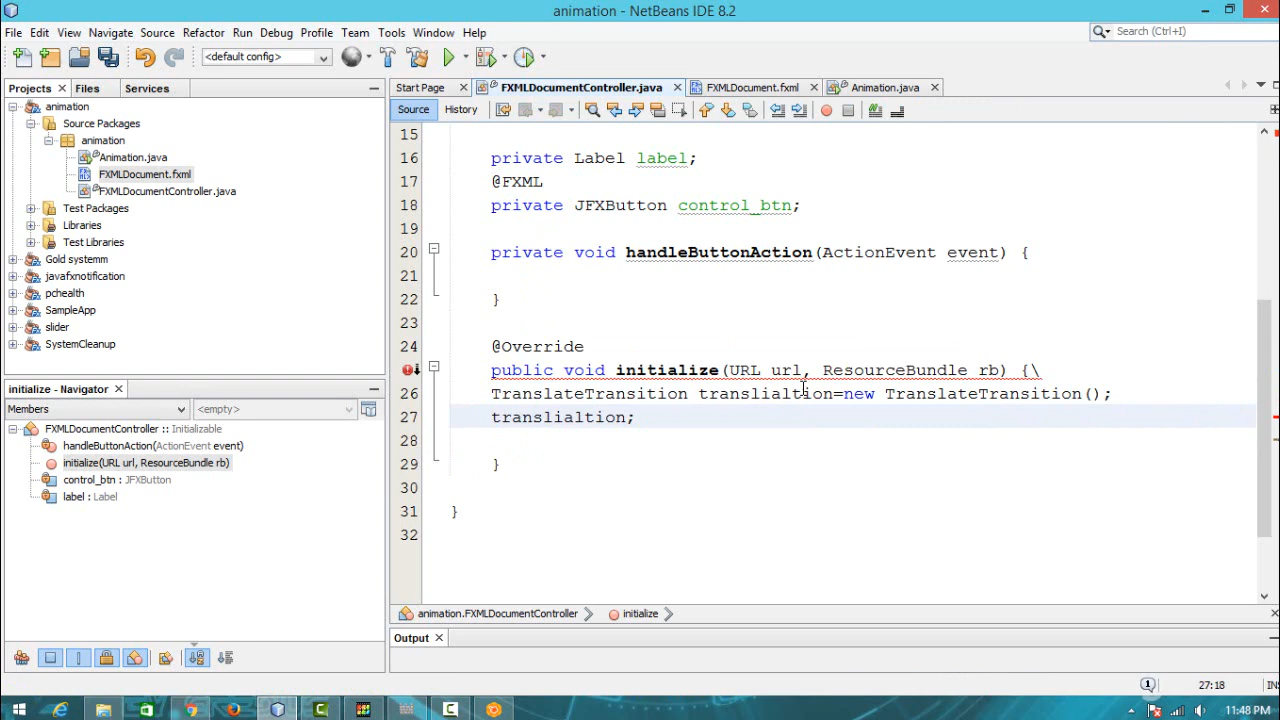 animation - NetBeans IDE 8.2
File Edit View Navigate Source Refactor Run Debug Profile Team Tools Window Help
Search (Ctrl+I)
<default config>
Projects Files Services
animation
Source Packages
animation
Animation.java
FXMLDocument.fxml
FXMLDocumentController.java
Test Packages
Libraries
Test Libraries
Gold systemm
javafxnotification
pchealth
SampleApp
slider
SystemCleanup
initialize - Navigator
Members <empty>
FXMLDocumentController :: Initializable
handleButtonAction(ActionEvent event)
initialize(URL url, ResourceBundle rb)
control_btn : JFXButton
label : Label
Start Page FXMLDocumentController.java FXMLDocument.fxml Animation.java
Source History
15
16 private Label label;
17 @FXML
18 private JFXButton control_btn;
19
20 private void handleButtonAction(ActionEvent event) {
21
22 }
23
24 @Override
public void initialize(URL url, ResourceBundle rb) {\
26 TranslateTransition translialtion=new TranslateTransition();
27 translialtion;
28
29 }
30
31 }
32
animation.FXMLDocumentController initialize
Output
1 27:18 INS
11:48 PM